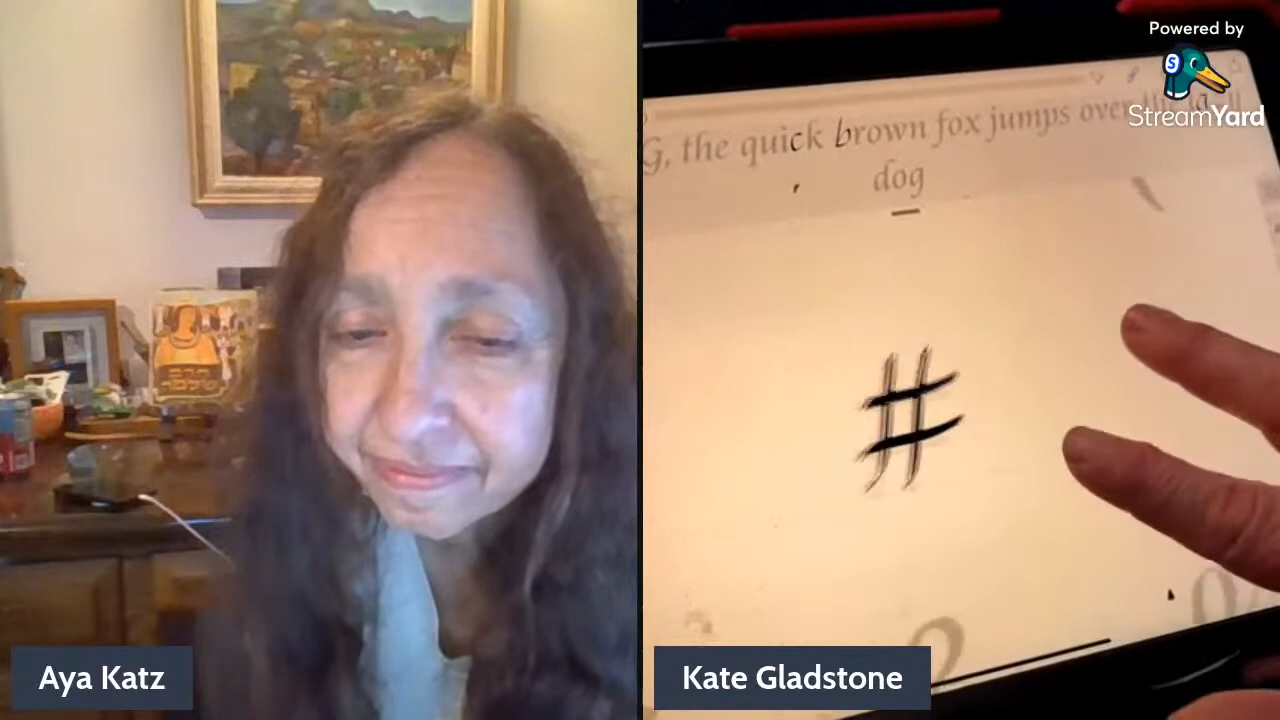 Powered by
StreamYard
G, the quick brown fox jumps over
dog
#
Aya Katz
Kate Gladstone